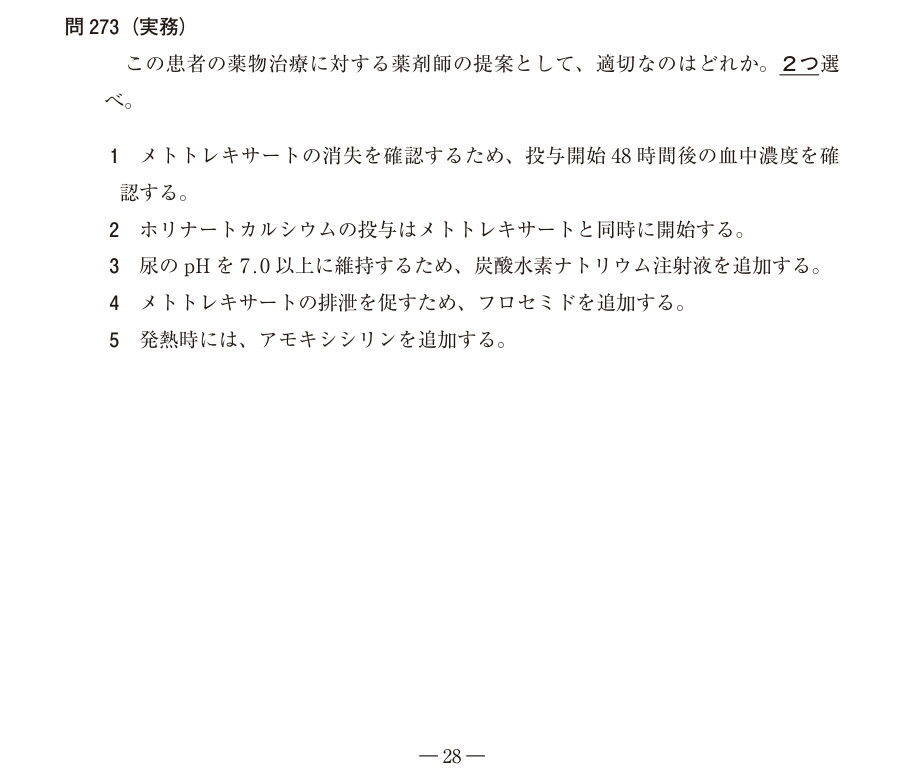 問 273（実務）
この患者の薬物治療に対する薬剤師の提案として、適切なのはどれか。２つ選
べ。
1 メトトレキサートの消失を確認するため、投与開始 48 時間後の血中濃度を確
認する。
2 ホリナートカルシウムの投与はメトトレキサートと同時に開始する。
3 尿の pH を 7.0 以上に維持するため、炭酸水素ナトリウム注射液を追加する。
4 メトトレキサートの排泄を促すため、フロセミドを追加する。
5 発熱時には、アモキシシリンを追加する。
― 28 ―